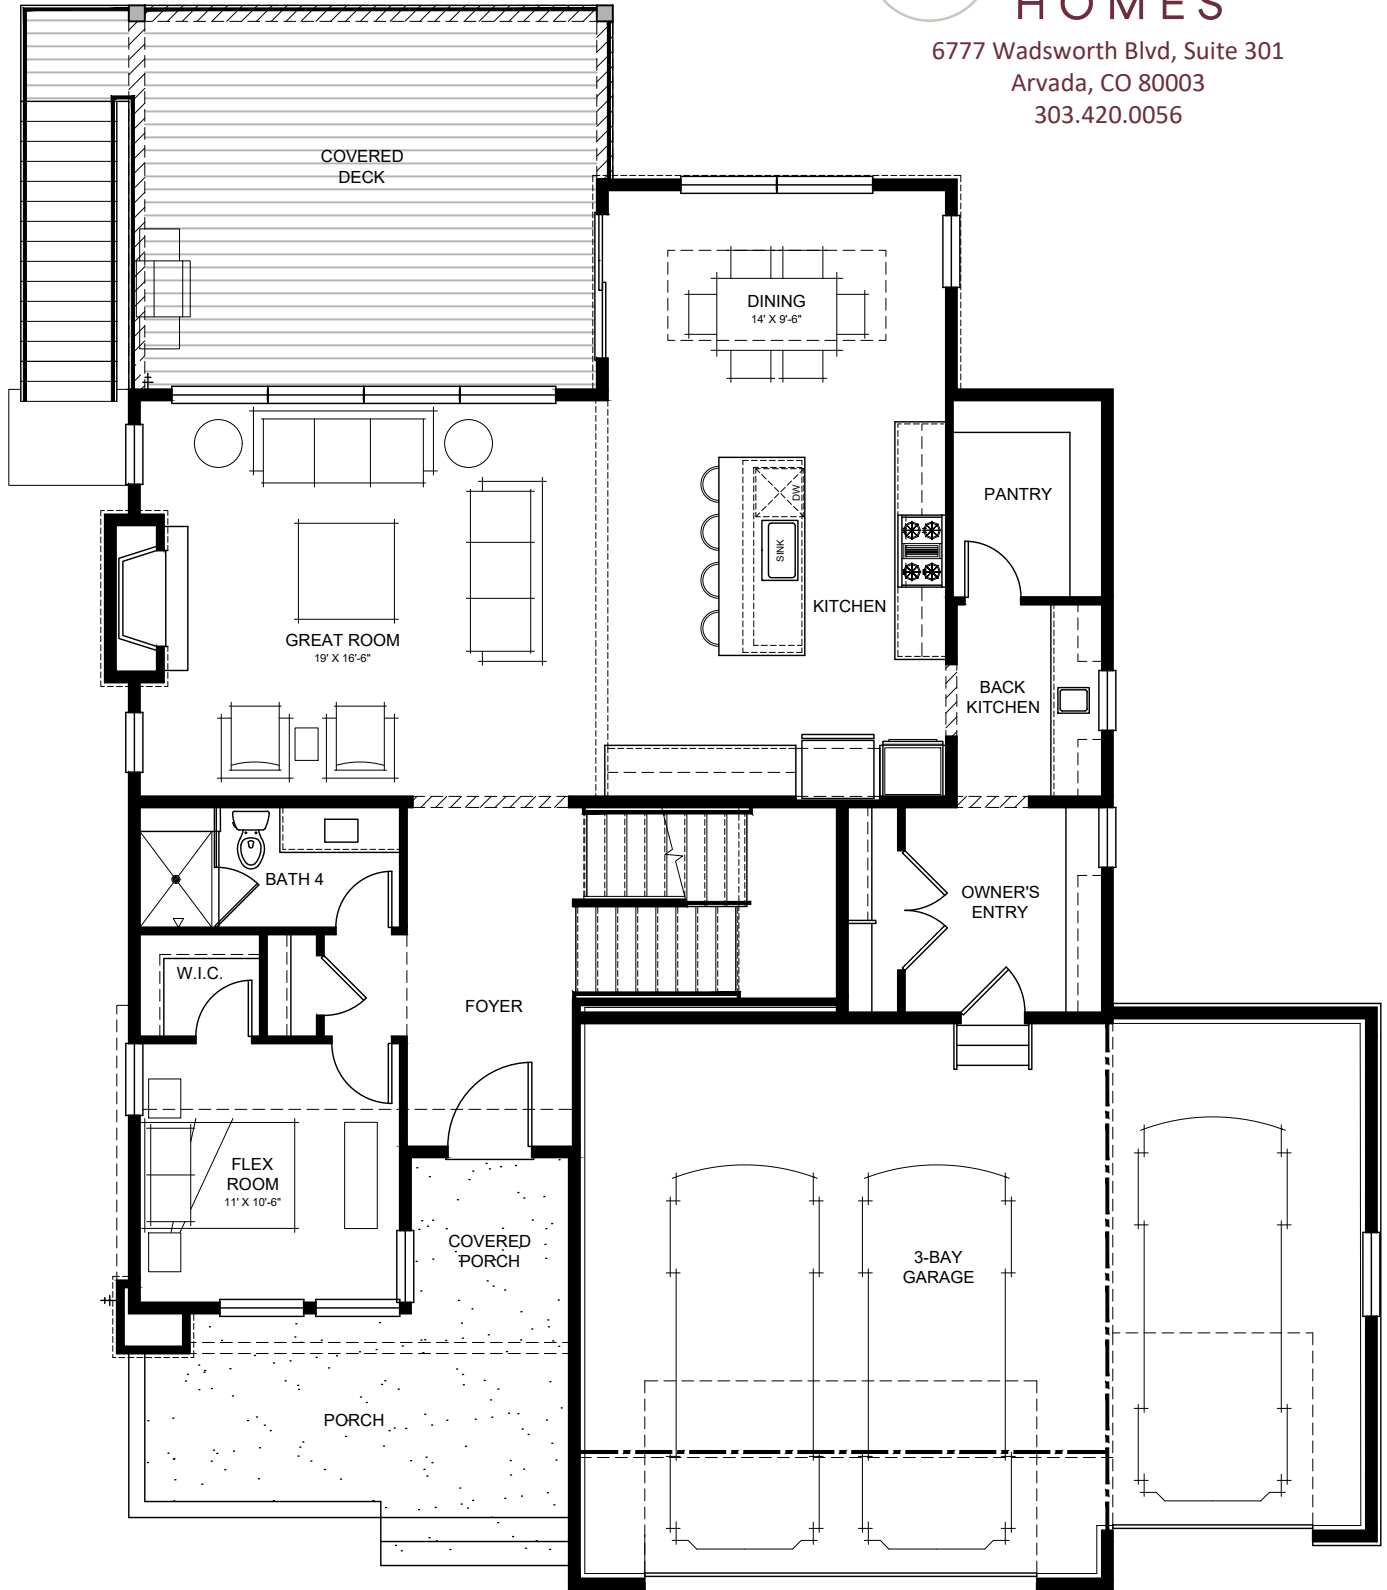 HOMES
6777 Wadsworth Blvd, Suite 301
Arvada, CO 80003
303.420.0056
COVERED
DECK
DINING
14' X 9'-6"
PANTRY
DW
SINK
KITCHEN
GREAT ROOM
19' X 16'-6"
BACK
KITCHEN
BATH 4
OWNER'S
ENTRY
W.I.C.
FOYER
FLEX
ROOM
11' X 10'-6"
COVERED
PORCH
3-BAY
GARAGE
PORCH